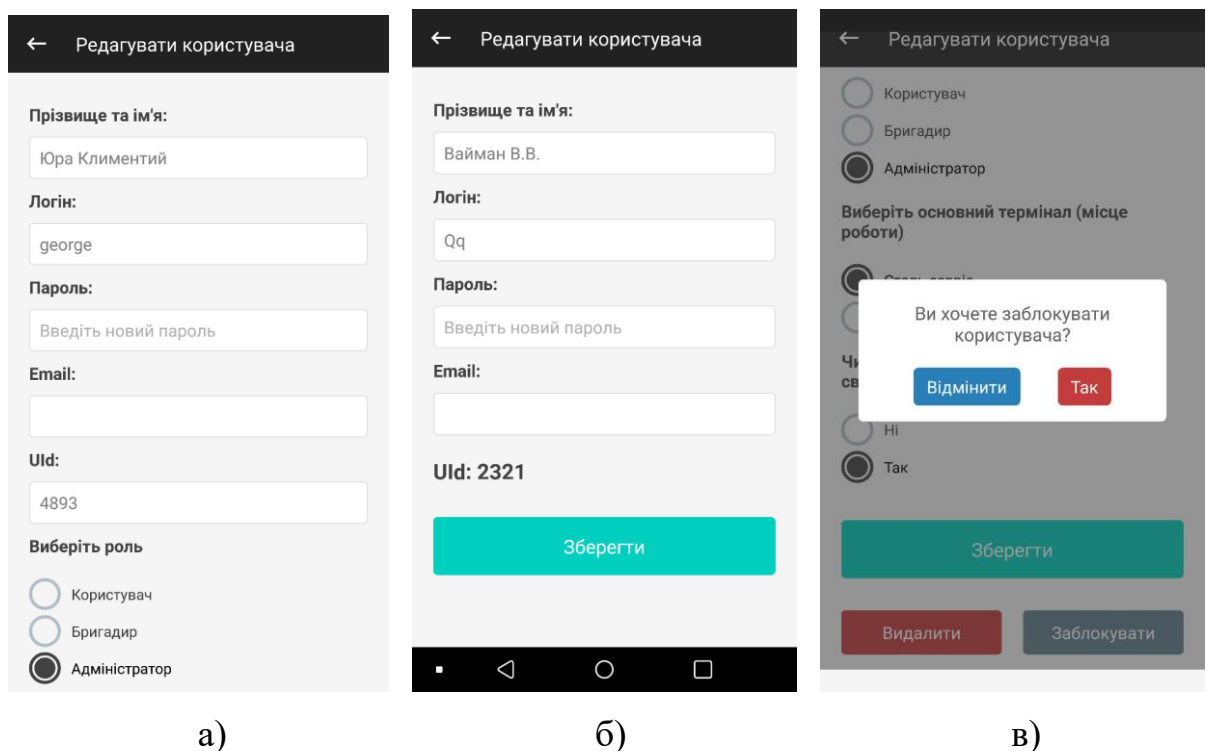 Редагувати користувача
Прізвище та ім'я:
Юра Климентий
Логін:
george
Пароль:
Введіть новий пароль
Email:
UId:
4893
Виберіть роль
Користувач
Бригадир
Адміністратор
а)
Редагувати користувача
Прізвище та ім'я:
Вайман В.В.
Логін:
Qq
Пароль:
Введіть новий пароль
Email:
UId: 2321
Зберегти
б)
Редагувати користувача
Користувач
Бригадир
Адміністратор
Виберіть основний термінал (місце
роботи)
Ви хочете заблокувати
користувача?
Відмінити Так
Ні
Так
Зберегти
Видалити Заблокувати
в)